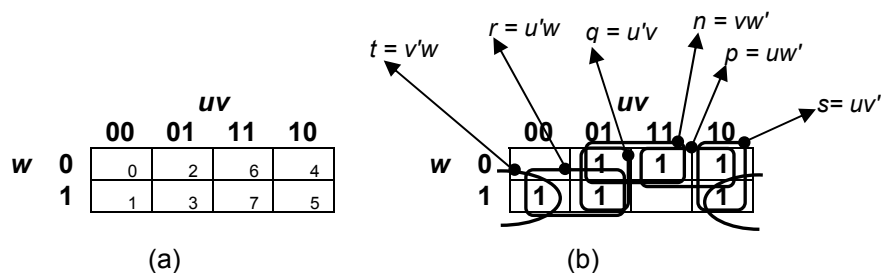 t = v'w
r = u'w
q = u'v
n = vw'
p = uw'
s= uv'
uv
00 01 11 10
w 0 0 2 6 4
1 1 3 7 5
(a)
uv
00 01 11 10
w 0 1 1 1
1 1 1 1
(b)